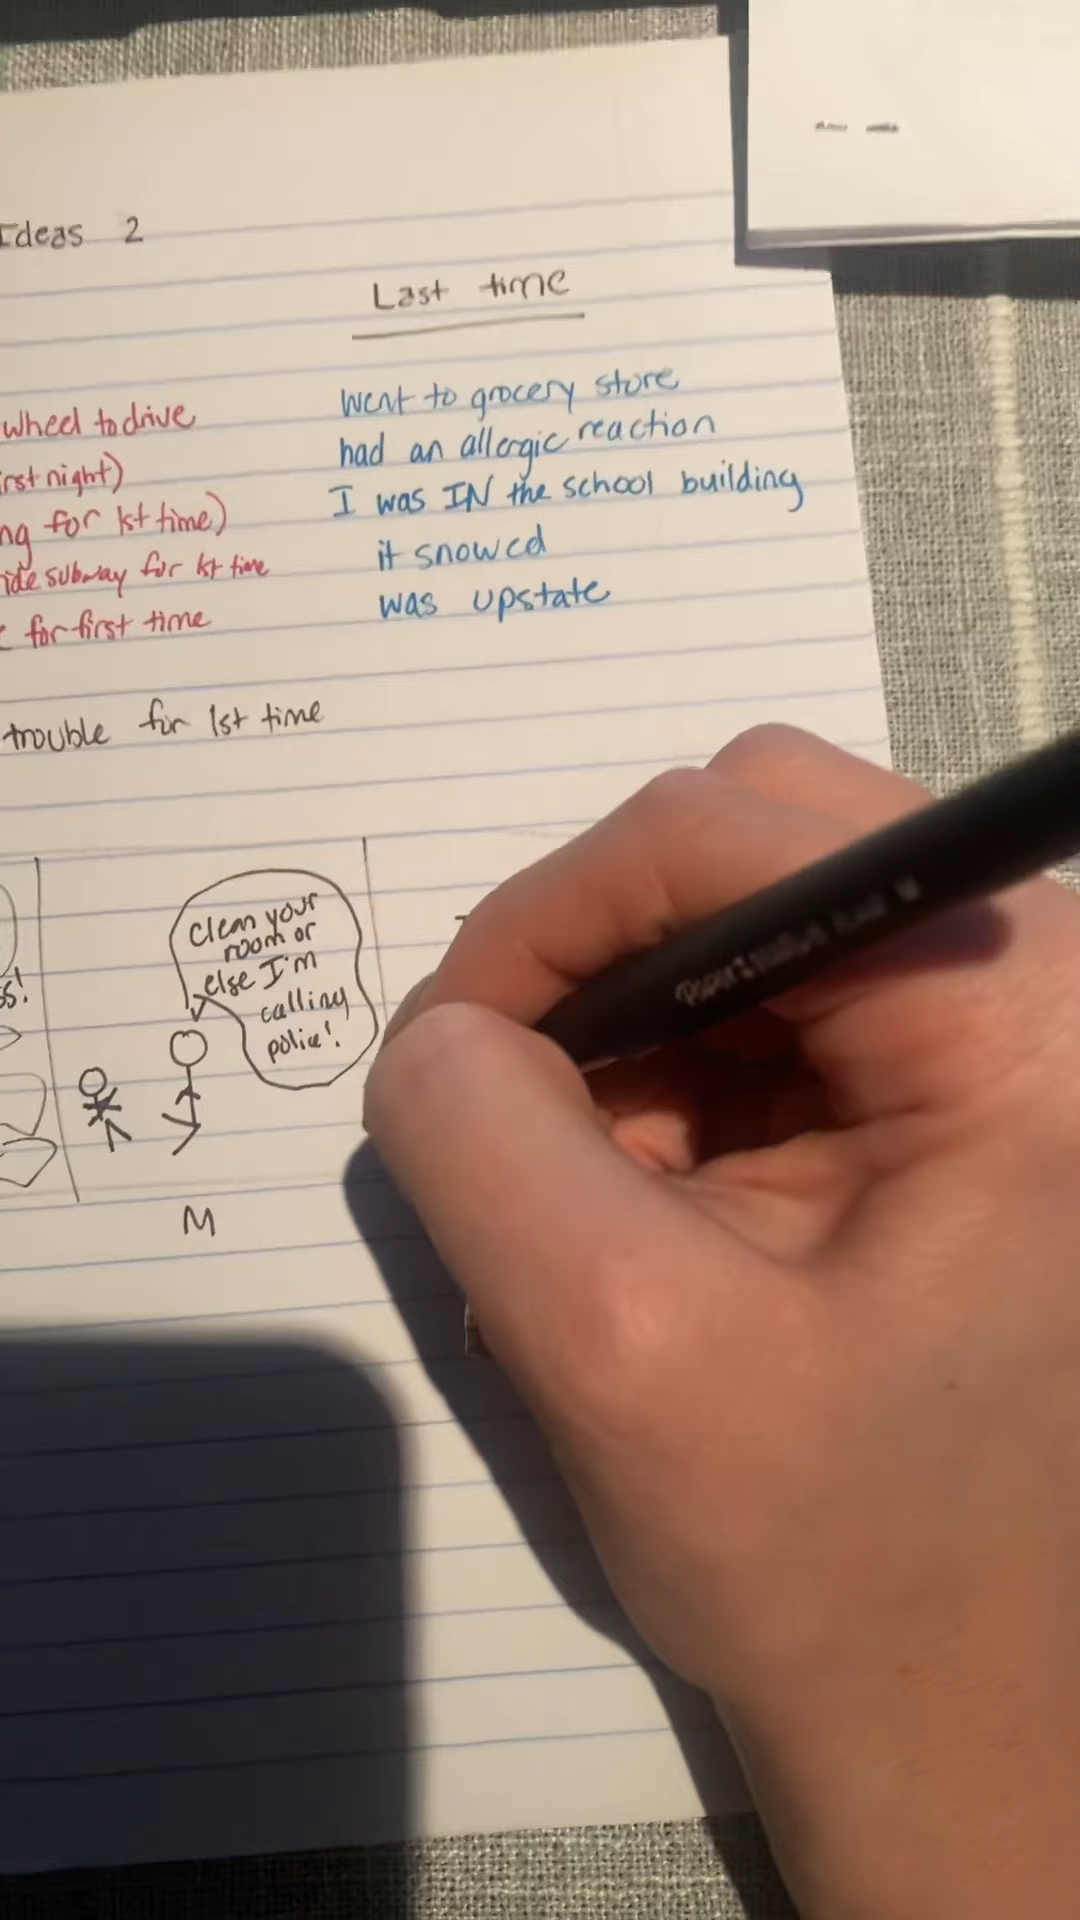 Ideas 2
Last time
wheel to drive
went to grocery store
irst night)
had an allergic reaction
ng for 1st time)
I was IN the school building
ride subway for 1st time
it snowed
for first time
was upstate
trouble for 1st time
clean your
room or
else I'm
calling
police!
M